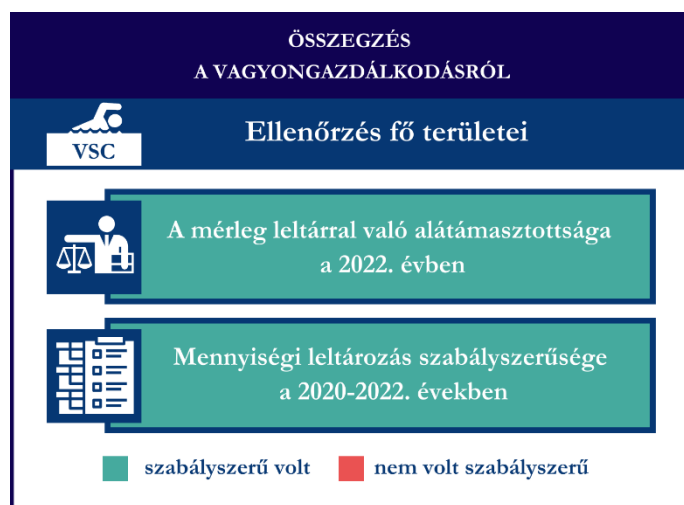 ÖSSZEGZÉS
A VAGYONGAZDÁLKODÁSRÓL
VSC
Ellenőrzés fő területei
A mérleg leltárral való alátámasztottsága
a 2022. évben
Mennyiségi leltározás szabályszerűsége
a 2020-2022. években
szabályszerű volt
nem volt szabályszerű